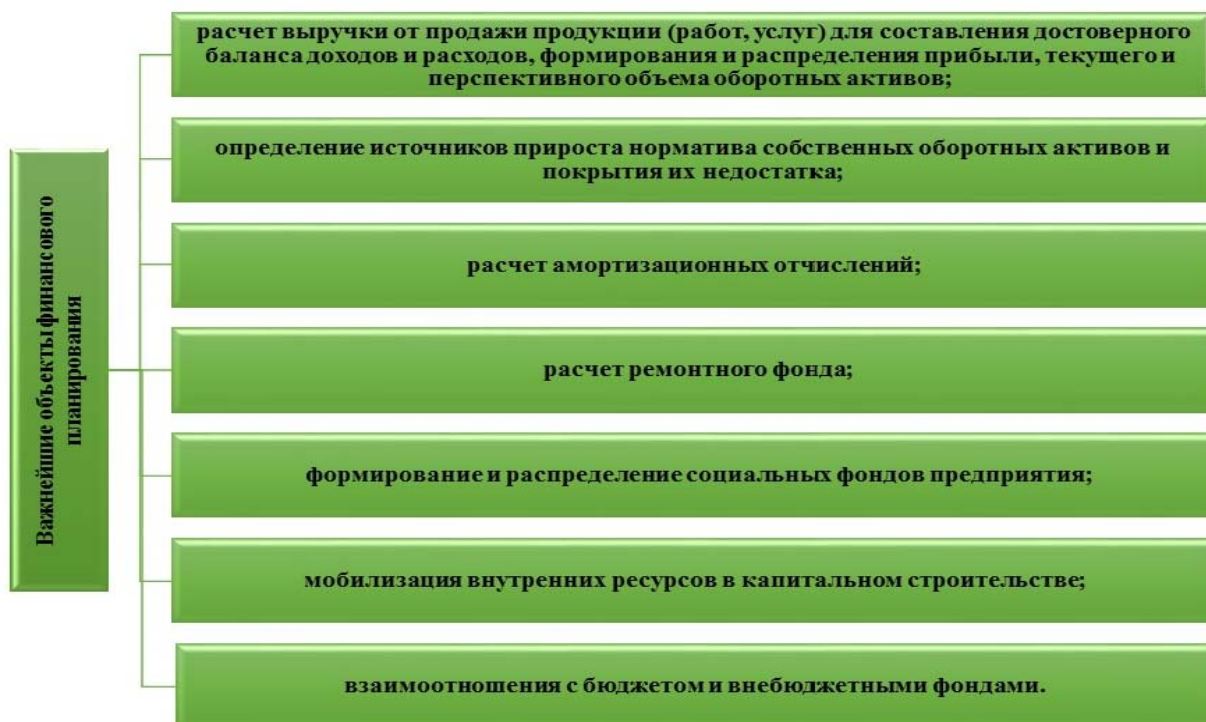 Важнейшие объекты финансового
планирования
расчет выручки от продажи продукции (работ, услуг) для составления достоверного
баланса доходов и расходов, формирования и распределения прибыли, текущего и
перспективного объема оборотных активов;
определение источников прироста норматива собственных оборотных активов и
покрытия их недостатка;
расчет амортизационных отчислений;
расчет ремонтного фонда;
формирование и распределение социальных фондов предприятия;
мобилизация внутренних ресурсов в капитальном строительстве;
взаимоотношения с бюджетом и внебюджетными фондами.